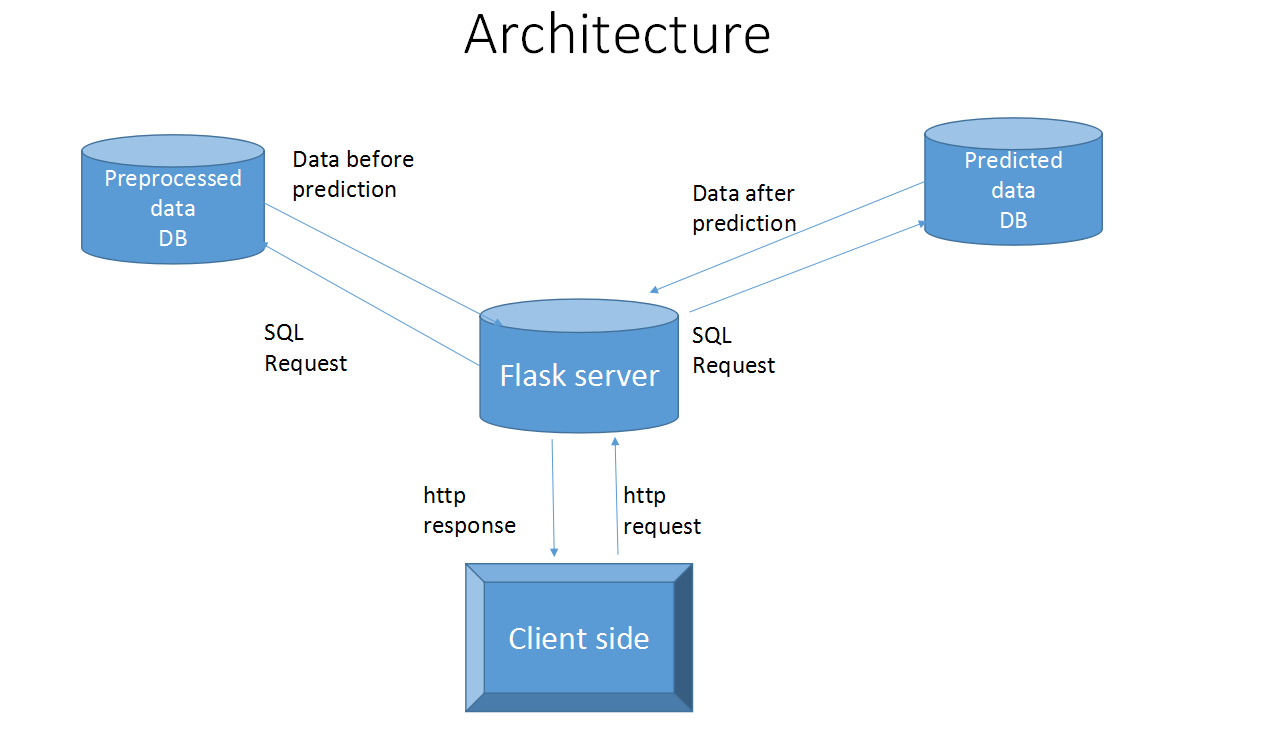 Architecture
Preprocessed
data
DB
Data before
prediction
Data after
prediction
Predicted
data
DB
SQL
Request
Flask server
SQL
Request
http
response
http
request
Client side